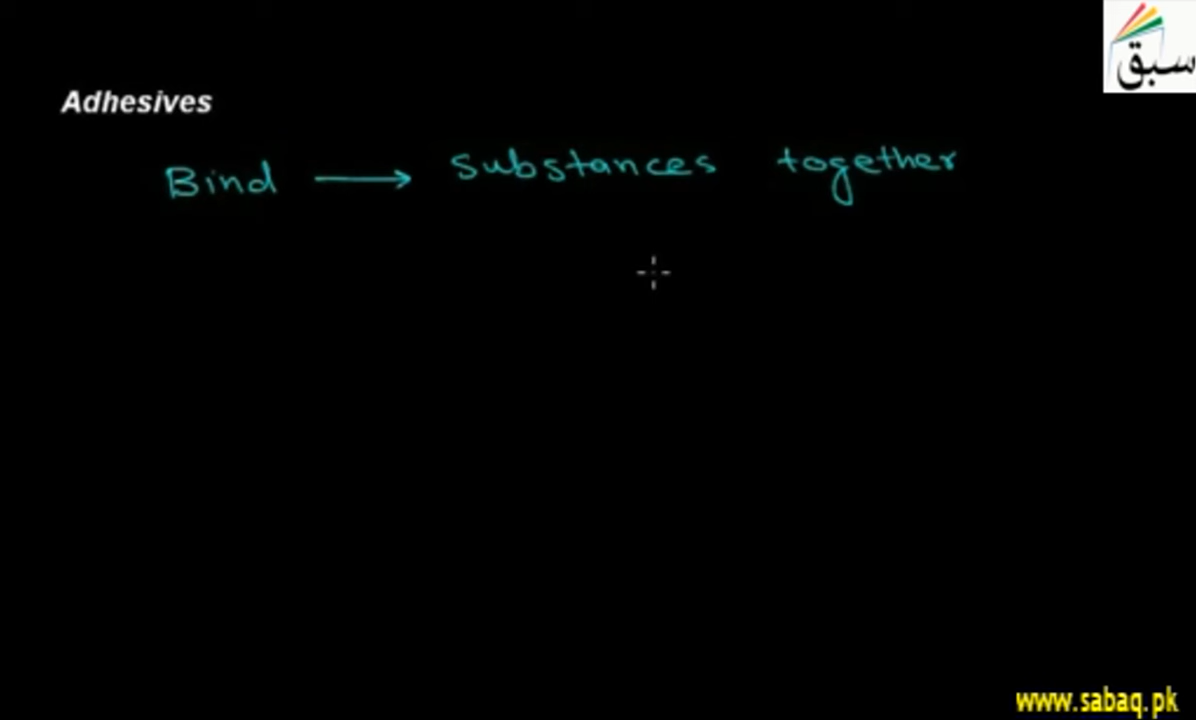 سبق
Adhesives
Bind → substances together
www.sabaq.pk